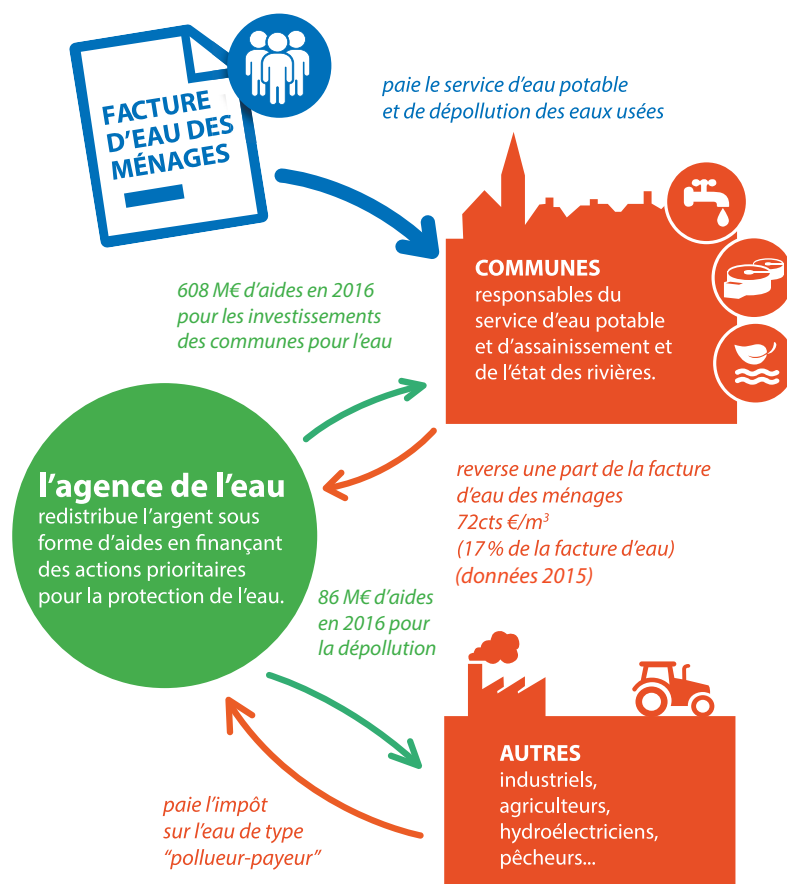 FACTURE
D'EAU DES
MÉNAGES
paie le service d'eau potable
et de dépollution des eaux usées
COMMUNES
responsables du
service d'eau potable
et d'assainissement et
de l'état des rivières.
608 M€ d'aides en 2016
pour les investissements
des communes pour l'eau
l'agence de l'eau
redistribue l'argent sous
forme d'aides en finançant
des actions prioritaires
pour la protection de l'eau.
reverse une part de la facture
d'eau des ménages
72cts €/m³
(17 % de la facture d'eau)
(données 2015)
86 M€ d'aides
en 2016 pour
la dépollution
AUTRES
industriels,
agriculteurs,
hydroélectriciens,
pêcheurs...
paie l'impôt
sur l'eau de type
“pollueur-payeur”